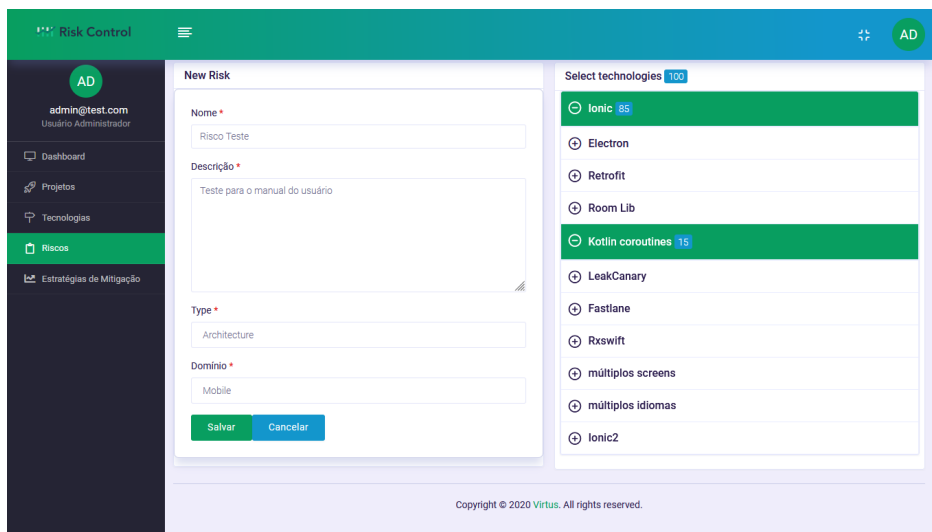 Risk Control
AD
AD
admin@test.com
Usuário Administrador
Dashboard
Projetos
Tecnologias
Riscos
Estratégias de Mitigação
New Risk
Nome *
Risco Teste
Descrição *
Teste para o manual do usuário
Type *
Architecture
Domínio *
Mobile
Salvar Cancelar
Select technologies 100
Ionic 85
Electron
Retrofit
Room Lib
Kotlin coroutines 15
LeakCanary
Fastlane
Rxswift
múltiplos screens
múltiplos idiomas
Ionic2
Copyright © 2020 Virtus. All rights reserved.